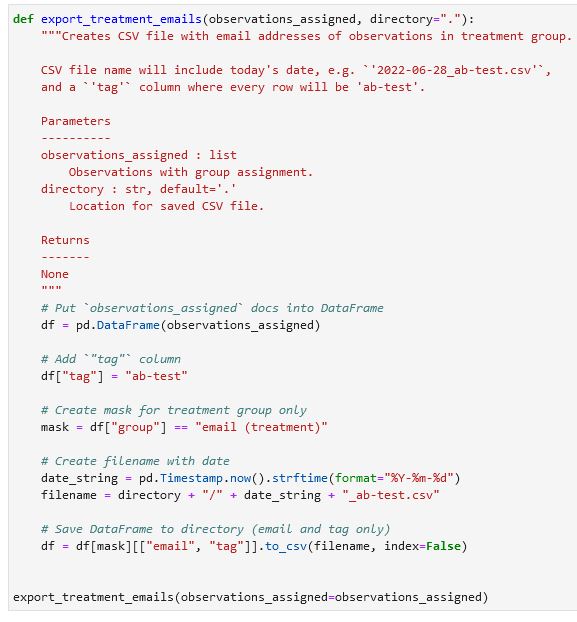 def export_treatment_emails(observations_assigned, directory="."):
    """Creates CSV file with email addresses of observations in treatment group.

    CSV file name will include today's date, e.g. `'2022-06-28_ab-test.csv'`,
    and a `'tag'` column where every row will be 'ab-test'.

    Parameters
    ----------
    observations_assigned : list
        Observations with group assignment.
    directory : str, default='.'
        Location for saved CSV file.

    Returns
    -------
    None
    """
    # Put `observations_assigned` docs into DataFrame
    df = pd.DataFrame(observations_assigned)

    # Add `"tag"` column
    df["tag"] = "ab-test"

    # Create mask for treatment group only
    mask = df["group"] == "email (treatment)"

    # Create filename with date
    date_string = pd.Timestamp.now().strftime(format="%Y-%m-%d")
    filename = directory + "/" + date_string + "_ab-test.csv"

    # Save DataFrame to directory (email and tag only)
    df = df[mask][["email", "tag"]].to_csv(filename, index=False)


export_treatment_emails(observations_assigned=observations_assigned)